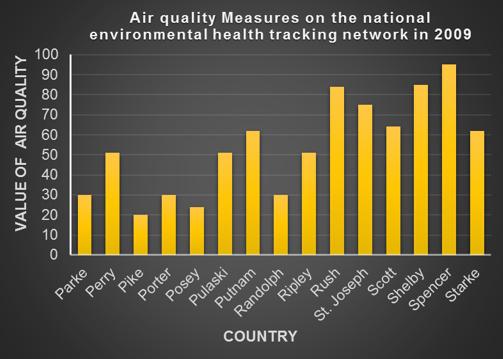 Air quality Measures on the national
environmental health tracking network in 2009
VALUE OF AIR QUALITY
100
90
80
70
60
50
40
30
20
10
0
Parke
Perry
Pike
Porter
Posey
Pulaski
Putnam
Randolph
Ripley
Rush
St. Joseph
Scott
Shelby
Spencer
Starke
COUNTRY